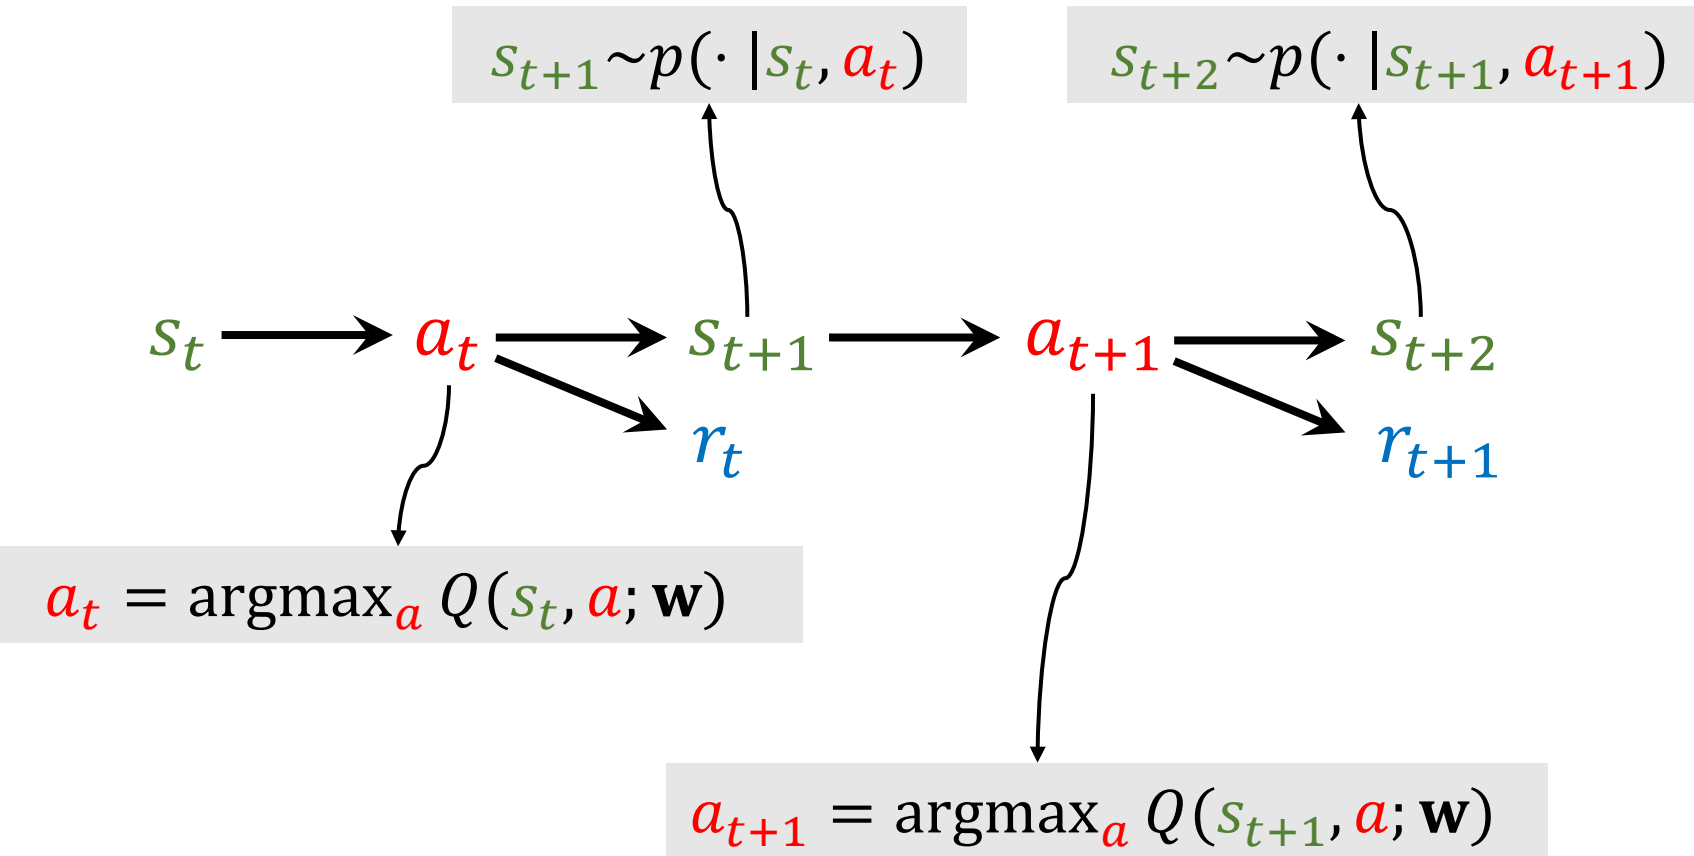 s_{t+1}~p(· |s_t, a_t)
s_{t+2}~p(· |s_{t+1}, a_{t+1})
s_t a_t s_{t+1} a_{t+1} s_{t+2}
r_t r_{t+1}
a_t = argmax_a Q(s_t, a; w)
a_{t+1} = argmax_a Q(s_{t+1}, a; w)